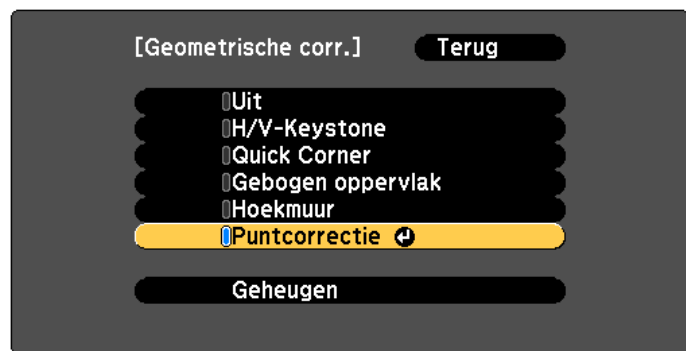 [Geometrische corr.] Terug
Uit
H/V-Keystone
Quick Corner
Gebogen oppervlak
Hoekmuur
Puntcorrectie
Geheugen